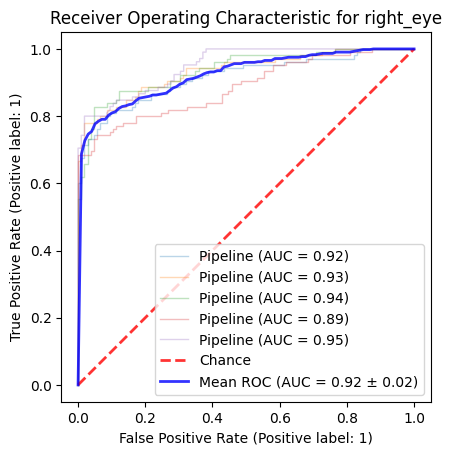 Receiver Operating Characteristic for right_eye
True Positive Rate (Positive label: 1)
1.0
0.8
0.6
0.4
0.2
0.0
Pipeline (AUC = 0.92)
Pipeline (AUC = 0.93)
Pipeline (AUC = 0.94)
Pipeline (AUC = 0.89)
Pipeline (AUC = 0.95)
Chance
Mean ROC (AUC = 0.92 ± 0.02)
0.0 0.2 0.4 0.6 0.8 1.0
False Positive Rate (Positive label: 1)